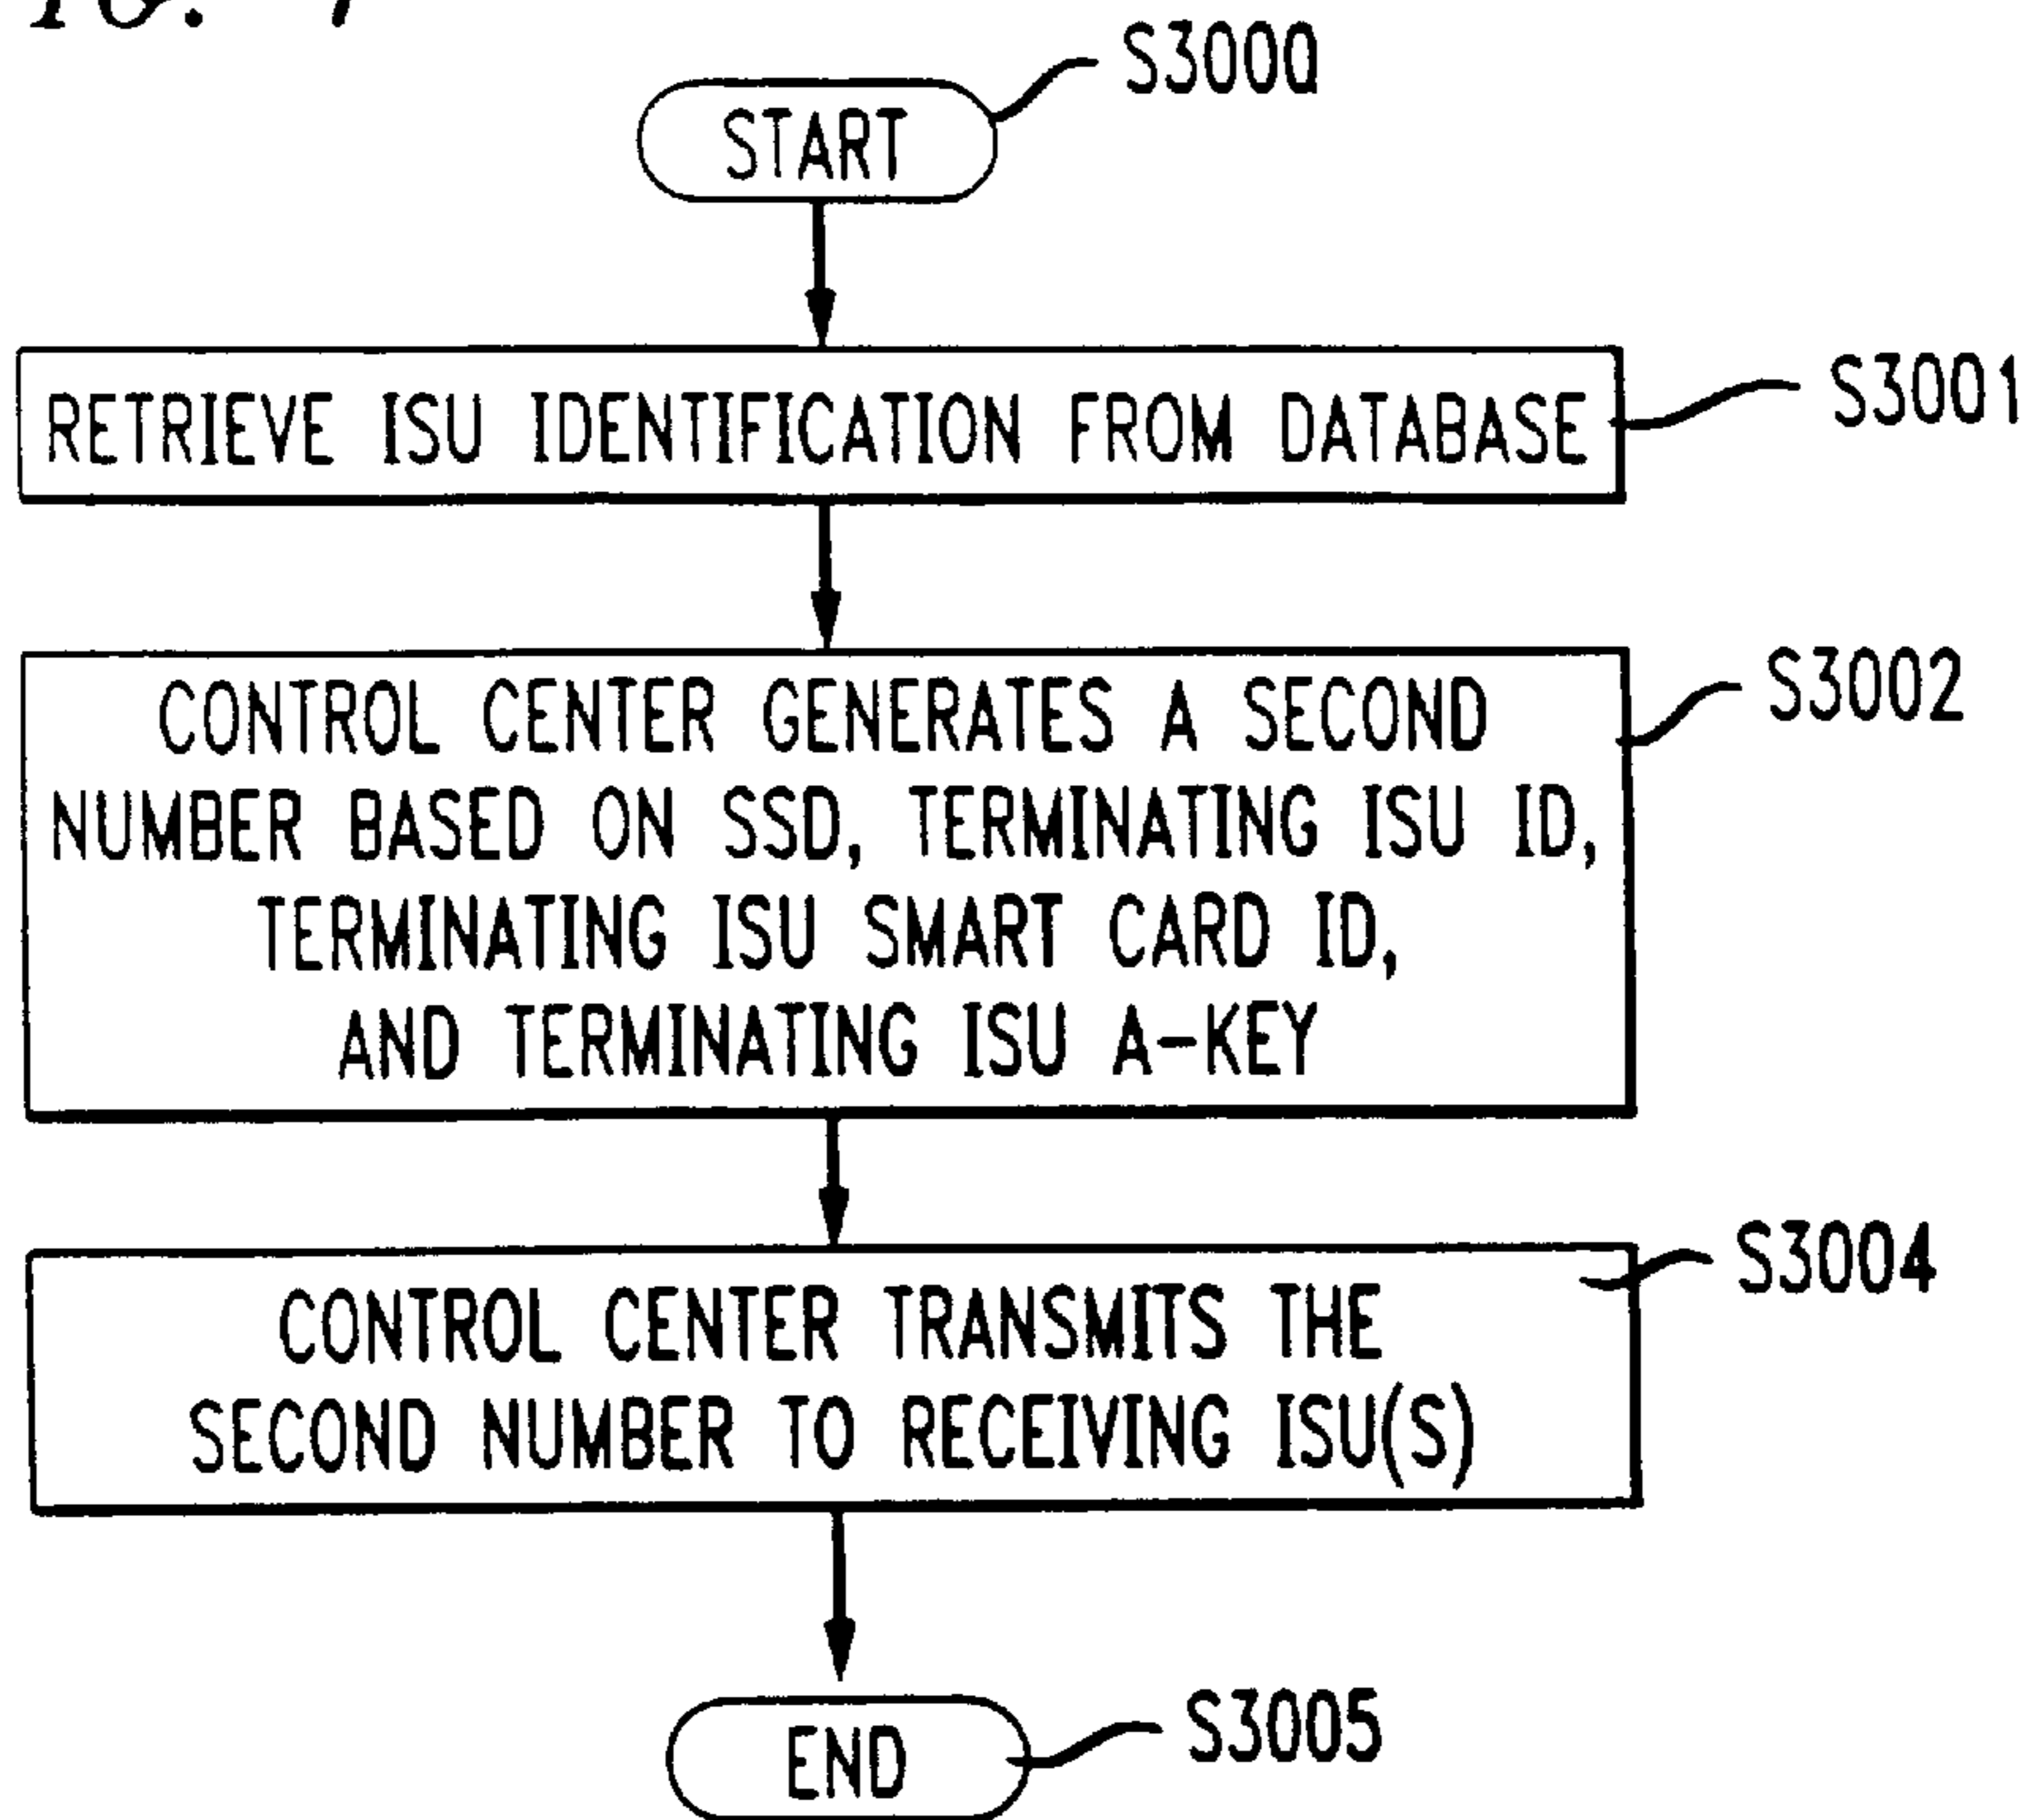 S3000
START
RETRIEVE ISU IDENTIFICATION FROM DATABASE
S3001
CONTROL CENTER GENERATES A SECOND
NUMBER BASED ON SSD, TERMINATING ISU ID,
TERMINATING ISU SMART CARD ID,
AND TERMINATING ISU A-KEY
S3002
CONTROL CENTER TRANSMITS THE
SECOND NUMBER TO RECEIVING ISU(S)
S3004
END
S3005